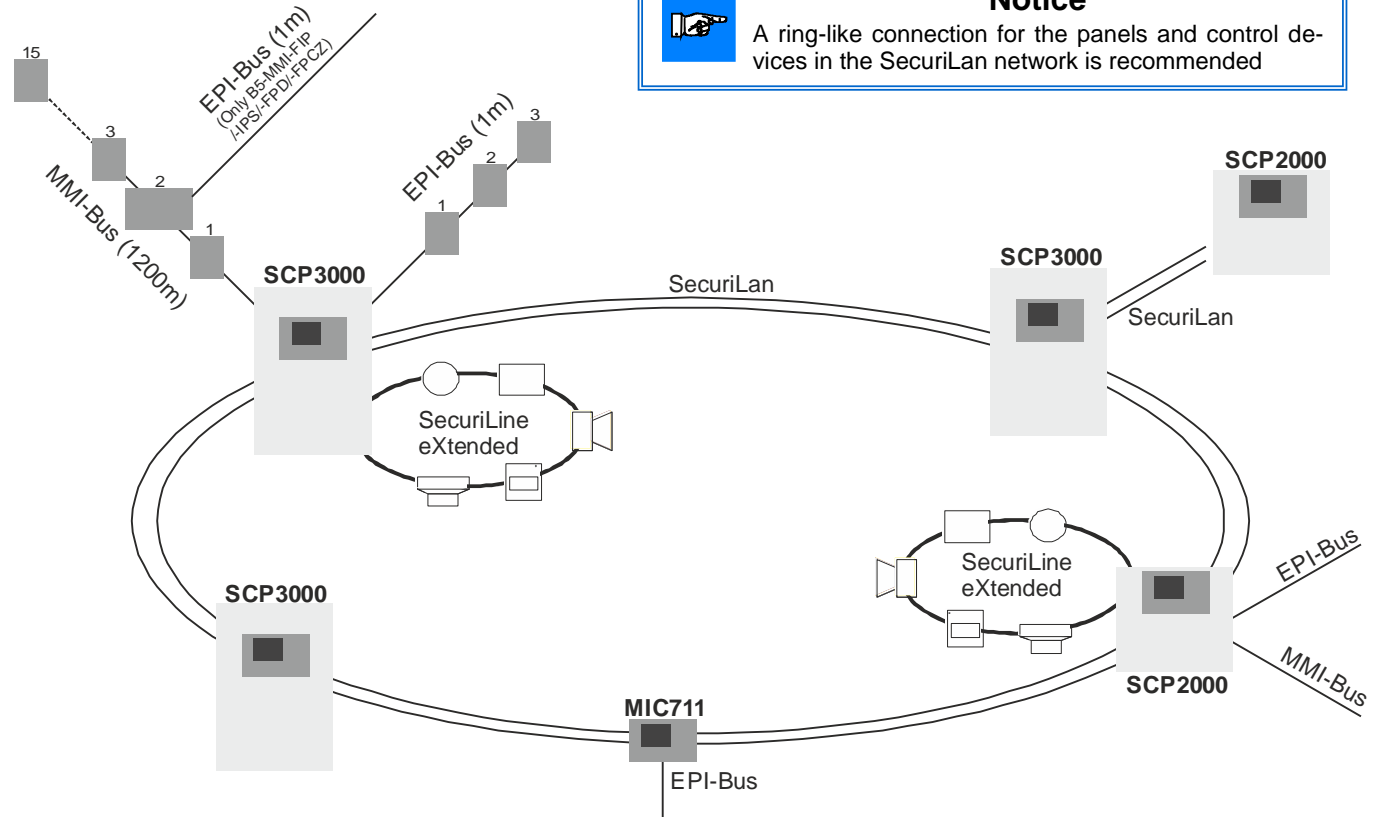 Notice
A ring-like connection for the panels and control de-
vices in the SecuriLan network is recommended
15
3
2
1
MMI-Bus (1200m)
EPI-Bus (1m)
(Only B5-MMI-FIP
/-IPS/-FPD/-FPCZ)
EPI-Bus (1m)
1
2
3
SCP3000
SecuriLan
SCP3000
SCP2000
SecuriLan
SecuriLine
eXtended
SecuriLine
eXtended
EPI-Bus
MMI-Bus
SCP2000
SCP3000
MIC711
EPI-Bus